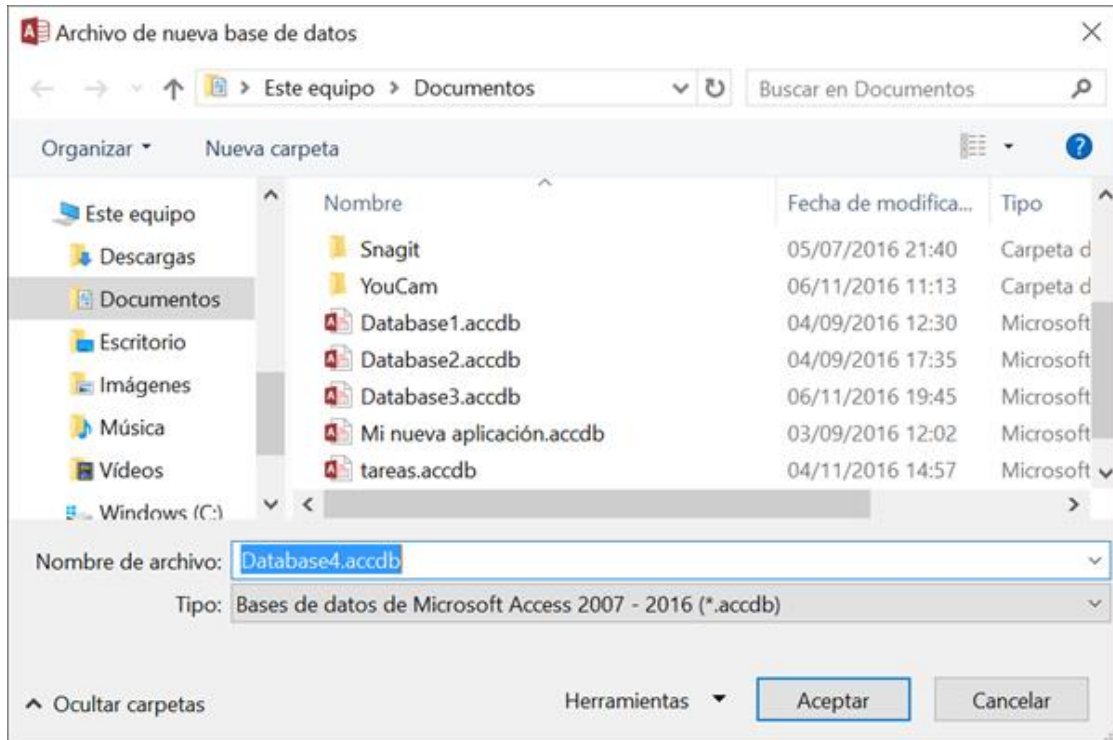 Archivo de nueva base de datos
Este equipo > Documentos
Buscar en Documentos
Organizar
Nueva carpeta
Este equipo
Descargas
Documentos
Escritorio
Imágenes
Música
Vídeos
Windows (C:)
Nombre Fecha de modifica... Tipo
Snagit 05/07/2016 21:40 Carpeta d
YouCam 06/11/2016 11:13 Carpeta d
Database1.accdb 04/09/2016 12:30 Microsoft
Database2.accdb 04/09/2016 17:35 Microsoft
Database3.accdb 06/11/2016 19:45 Microsoft
Mi nueva aplicación.accdb 03/09/2016 12:02 Microsoft
tareas.accdb 04/11/2016 14:57 Microsoft
Nombre de archivo: Database4.accdb
Tipo: Bases de datos de Microsoft Access 2007 - 2016 (*.accdb)
Ocultar carpetas
Herramientas
Aceptar
Cancelar